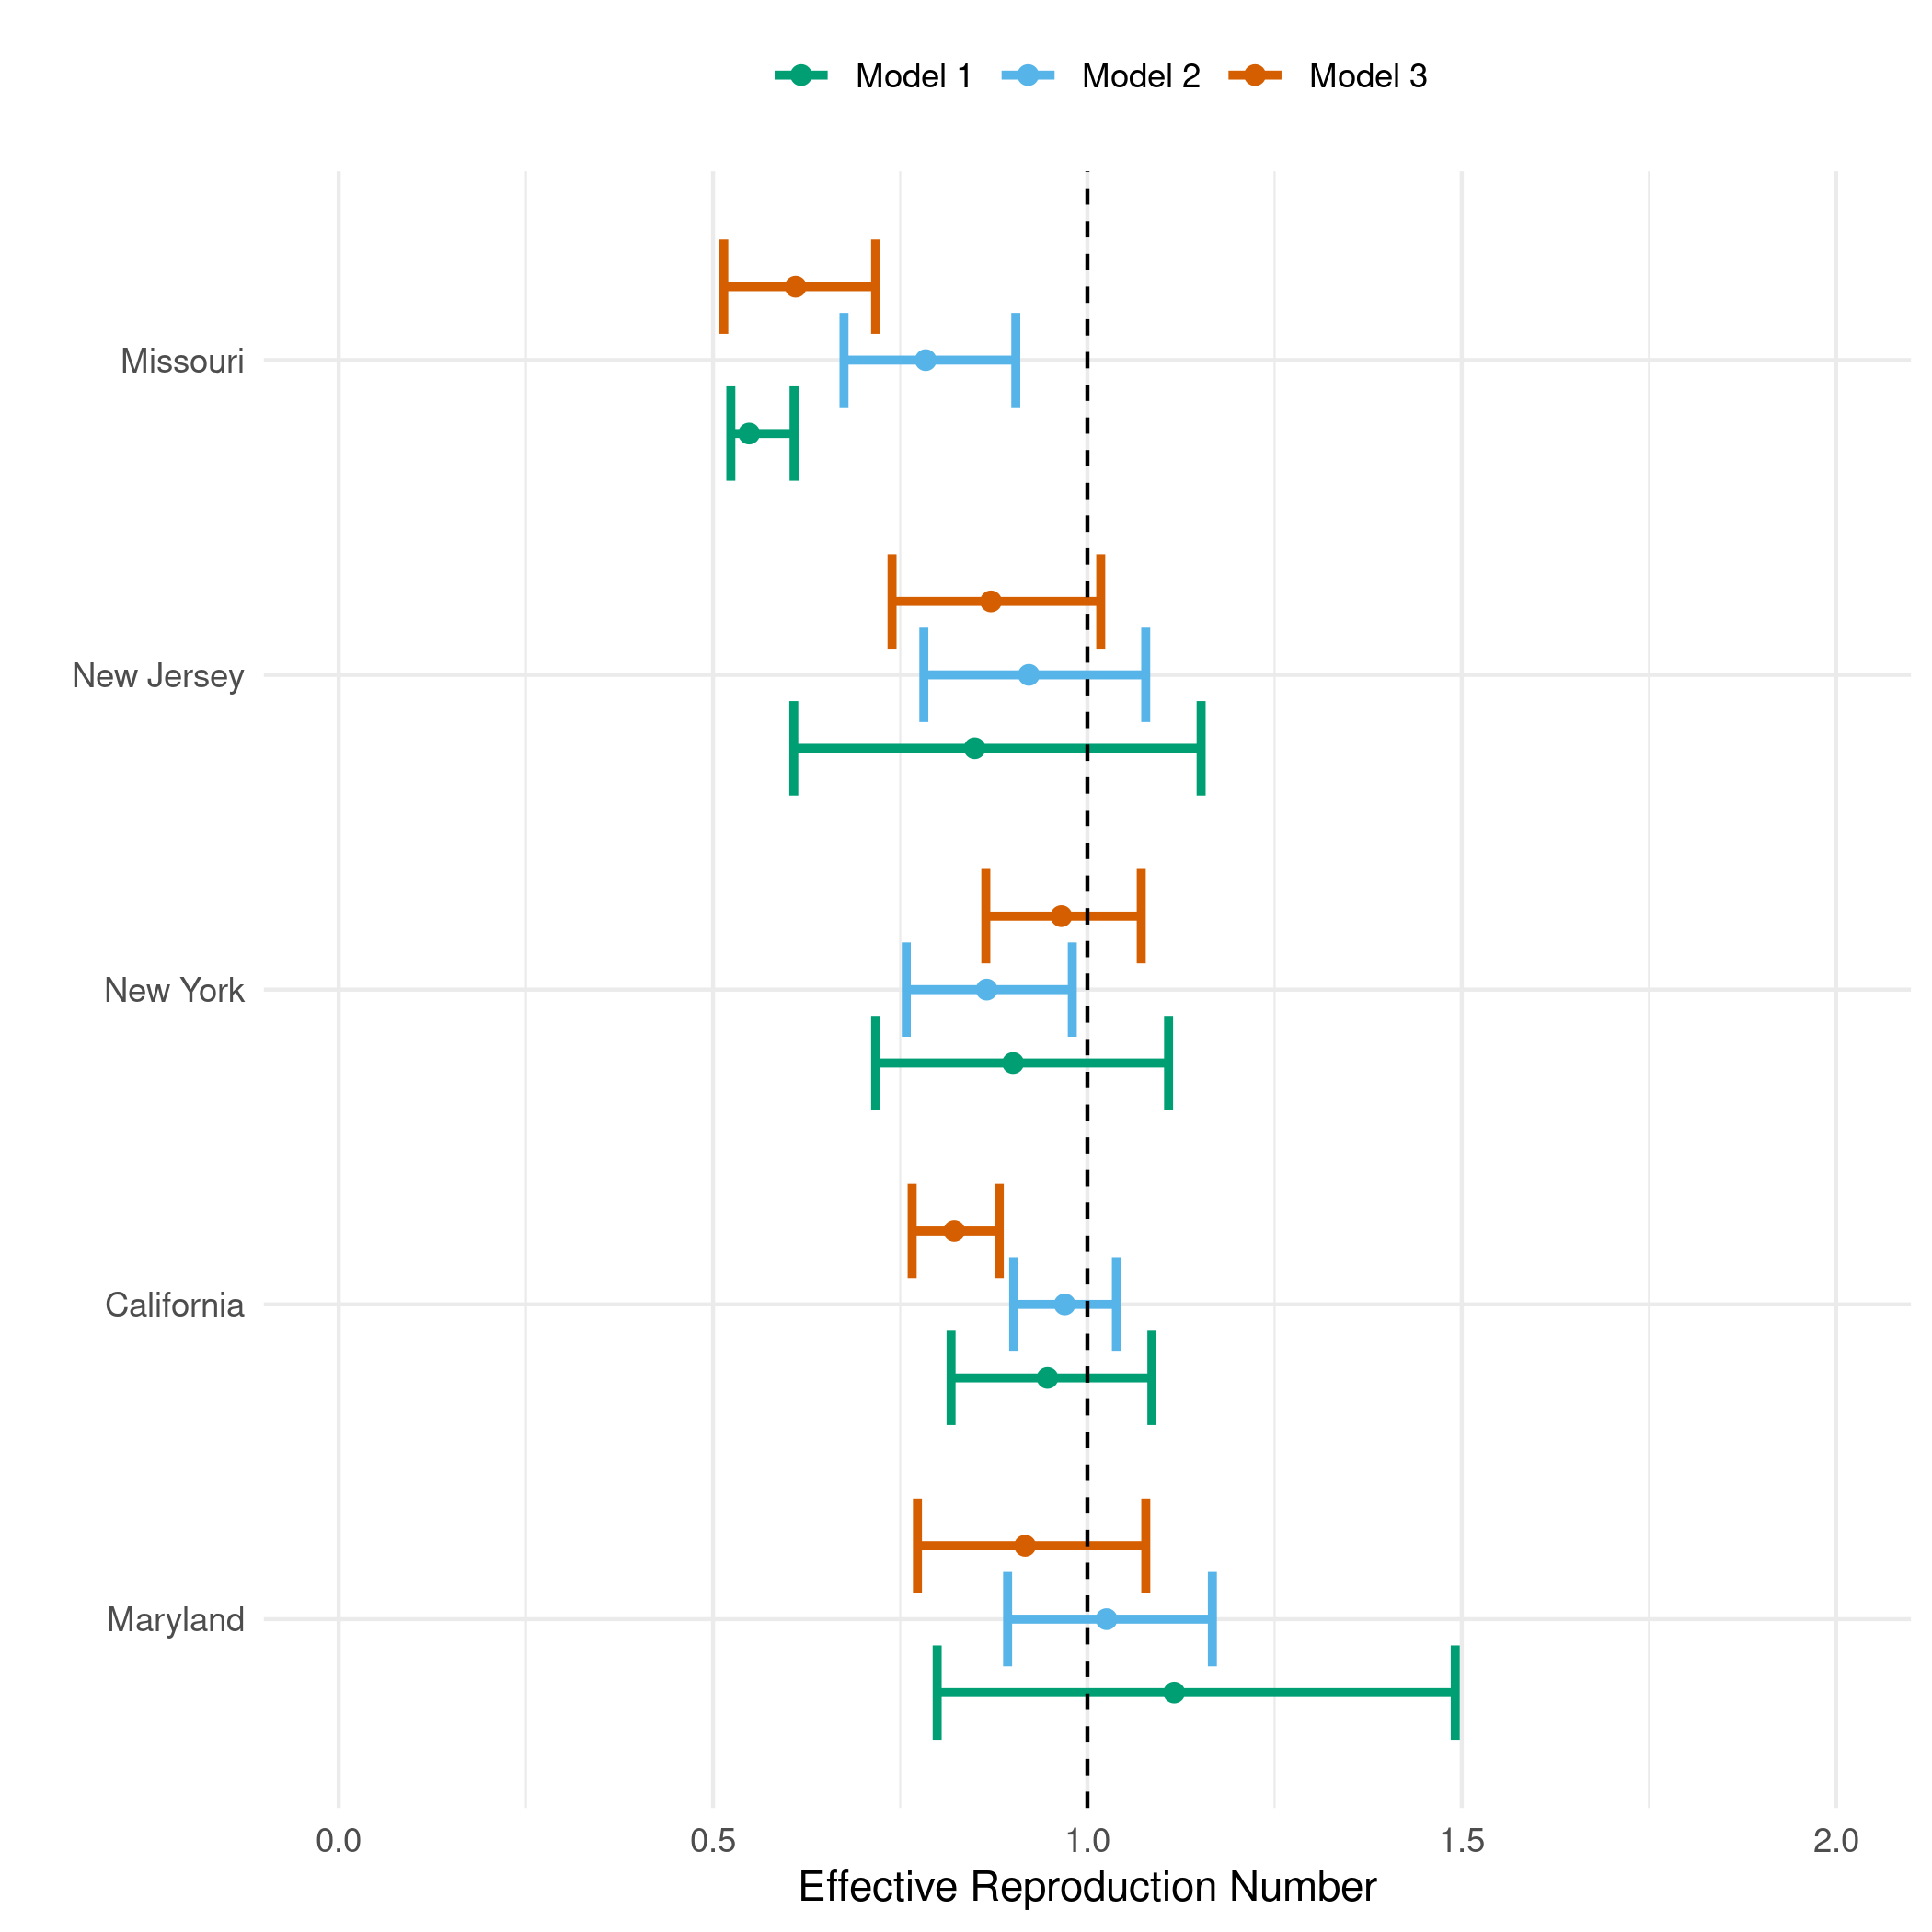 Model 1 Model 2 Model 3
Missouri
New Jersey
New York
California
Maryland
0.0 0.5 1.0 1.5 2.0
Effective Reproduction Number